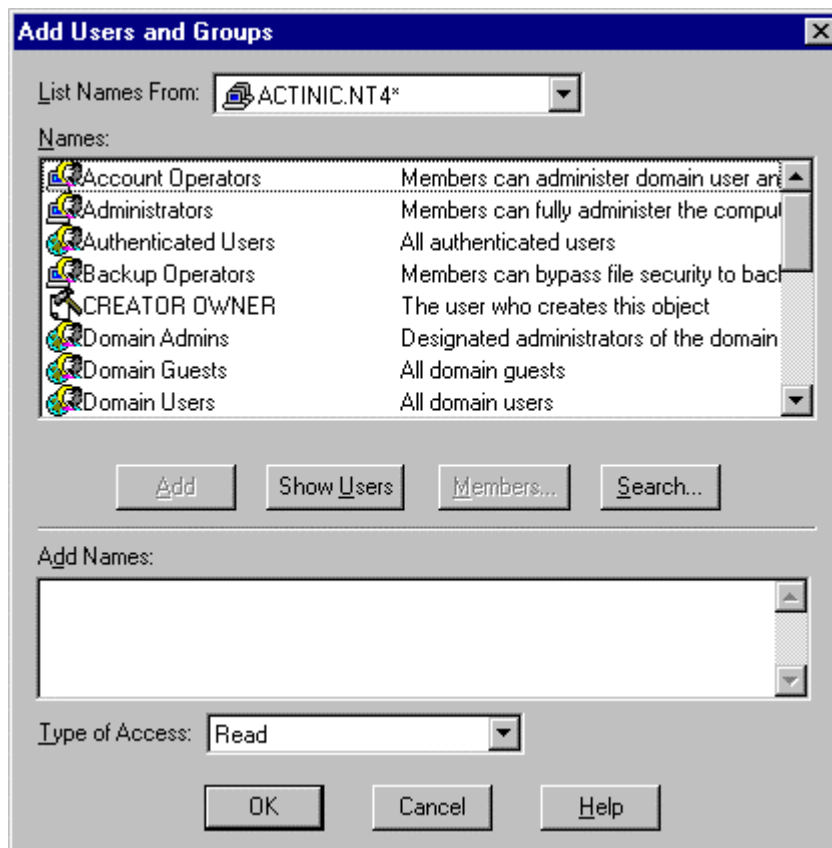 Add Users and Groups
List Names From: ACTINIC.NT4*
Names:
Account Operators Members can administer domain user an
Administrators Members can fully administer the comput
Authenticated Users All authenticated users
Backup Operators Members can bypass file security to back
CREATOR OWNER The user who creates this object
Domain Admins Designated administrators of the domain
Domain Guests All domain guests
Domain Users All domain users
Add Show Users Members... Search...
Add Names:
Type of Access: Read
OK Cancel Help